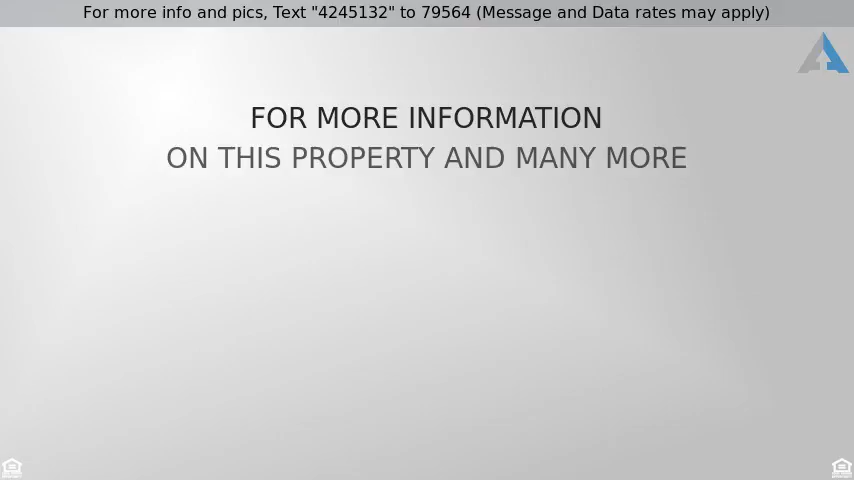 For more info and pics, Text "4245132" to 79564 (Message and Data rates may apply)
FOR MORE INFORMATION
ON THIS PROPERTY AND MANY MORE